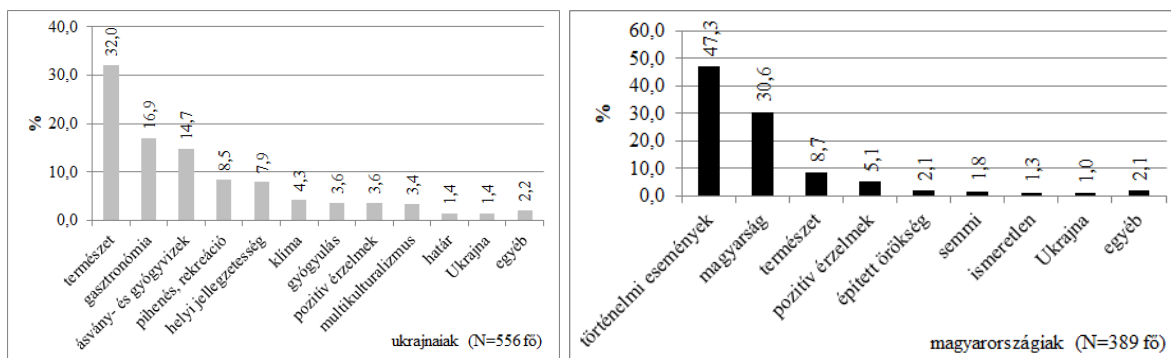 40,0
30,0
20,0
10,0
0,0
%
32,0
16,9
14,7
8,5
7,9
4,3
3,6
3,6
3,4
1,4
1,4
2,2
természet
gasztronómia
ásvány- és gyógyvizek
pihenés, rekreáció
helyi jellegzetesség
klíma
gyógyulás
pozitív érzelmek
multikulturalizmus
határ
Ukrajna
egyéb
ukrajnaiak (N=556 fő)
60,0
50,0
40,0
30,0
20,0
10,0
0,0
%
47,3
30,6
8,7
5,1
2,1
1,8
1,3
1,0
2,1
történelmi események
magyarság
természet
pozitív érzelmek
épített örökség
semmi
ismeretlen
Ukrajna
egyéb
magyarországiak (N=389 fő)